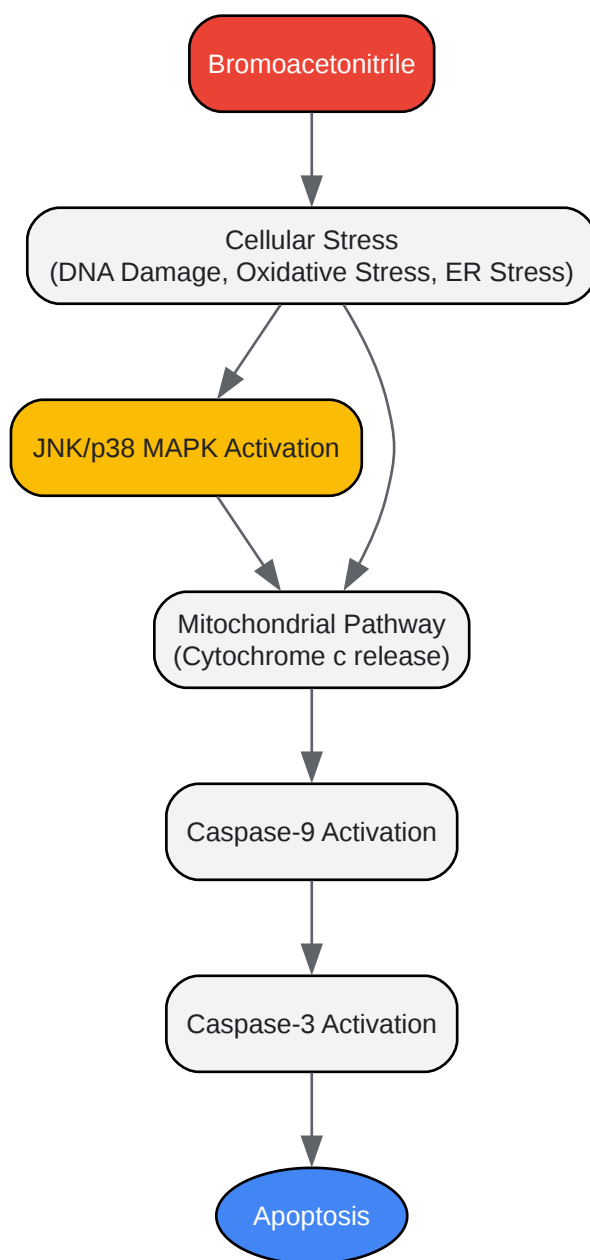 Bromoacetonitrile
Cellular Stress
(DNA Damage, Oxidative Stress, ER Stress)
JNK/p38 MAPK Activation
Mitochondrial Pathway
(Cytochrome c release)
Caspase-9 Activation
Caspase-3 Activation
Apoptosis